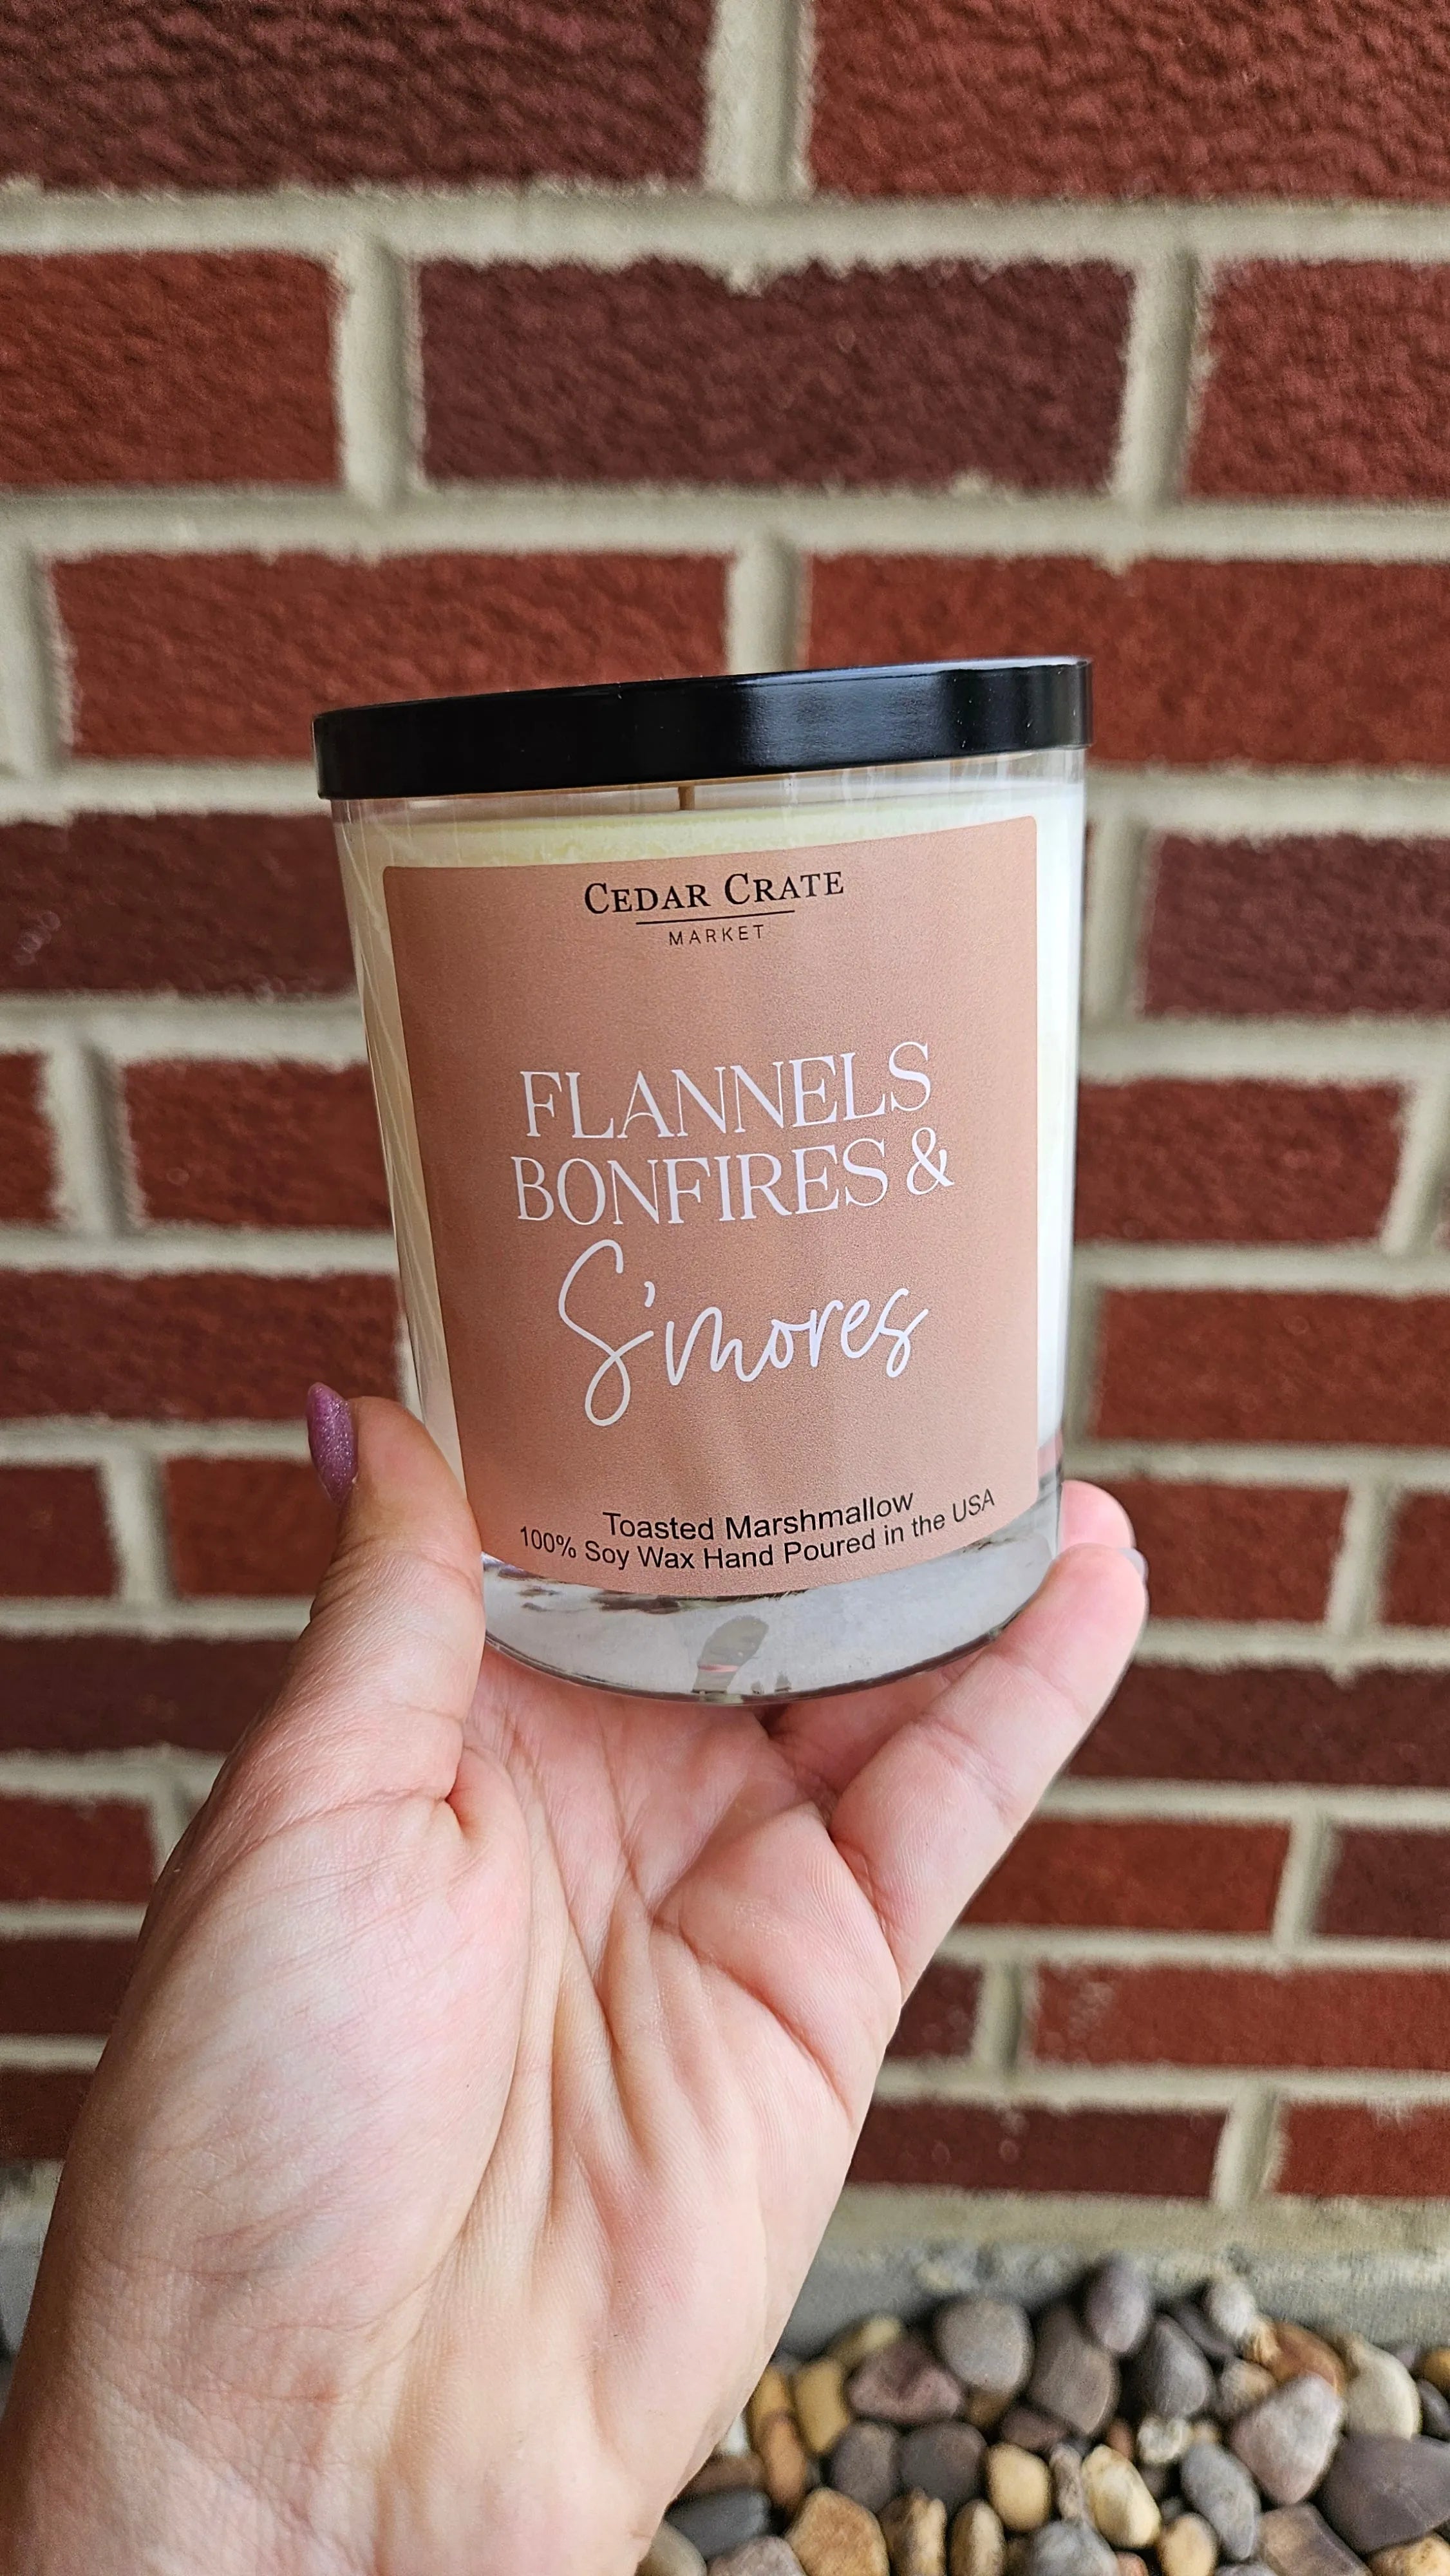 CEDAR CRATE
MARKET
FLANNELS
BONFIRES &
S'mores
Toasted Marshmallow
100% Soy Wax Hand Poured in the USA